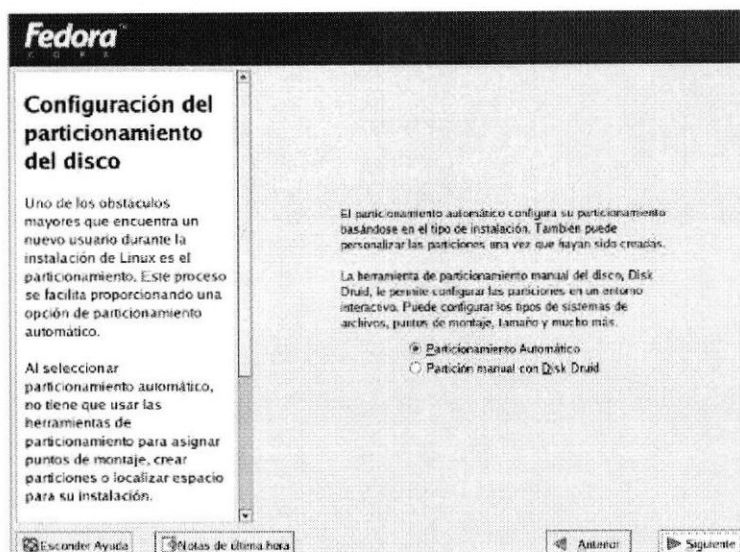 Fedora
CORE
Configuración del
particionamiento
del disco
Uno de los obstáculos
mayores que encuentra un
nuevo usuario durante la
instalación de Linux es el
particionamiento. Este proceso
se facilita proporcionando una
opción de particionamiento
automático.
Al seleccionar
particionamiento automático,
no tiene que usar las
herramientas de
particionamiento para asignar
puntos de montaje, crear
particiones o localizar espacio
para su instalación.
El particionamiento automático configura su particionamiento
basándose en el tipo de instalación. También puede
personalizar las particiones una vez que hayan sido creadas.
La herramienta de particionamiento manual del disco, Disk
Druid, le permite configurar las particiones en un entorno
interactivo. Puede configurar los tipos de sistemas de
archivos, puntos de montaje, tamaño y mucho más.
Particionamiento Automático
Partición manual con Disk Druid
Esconder Ayuda
Notas de última hora
Anterior
Siguiente